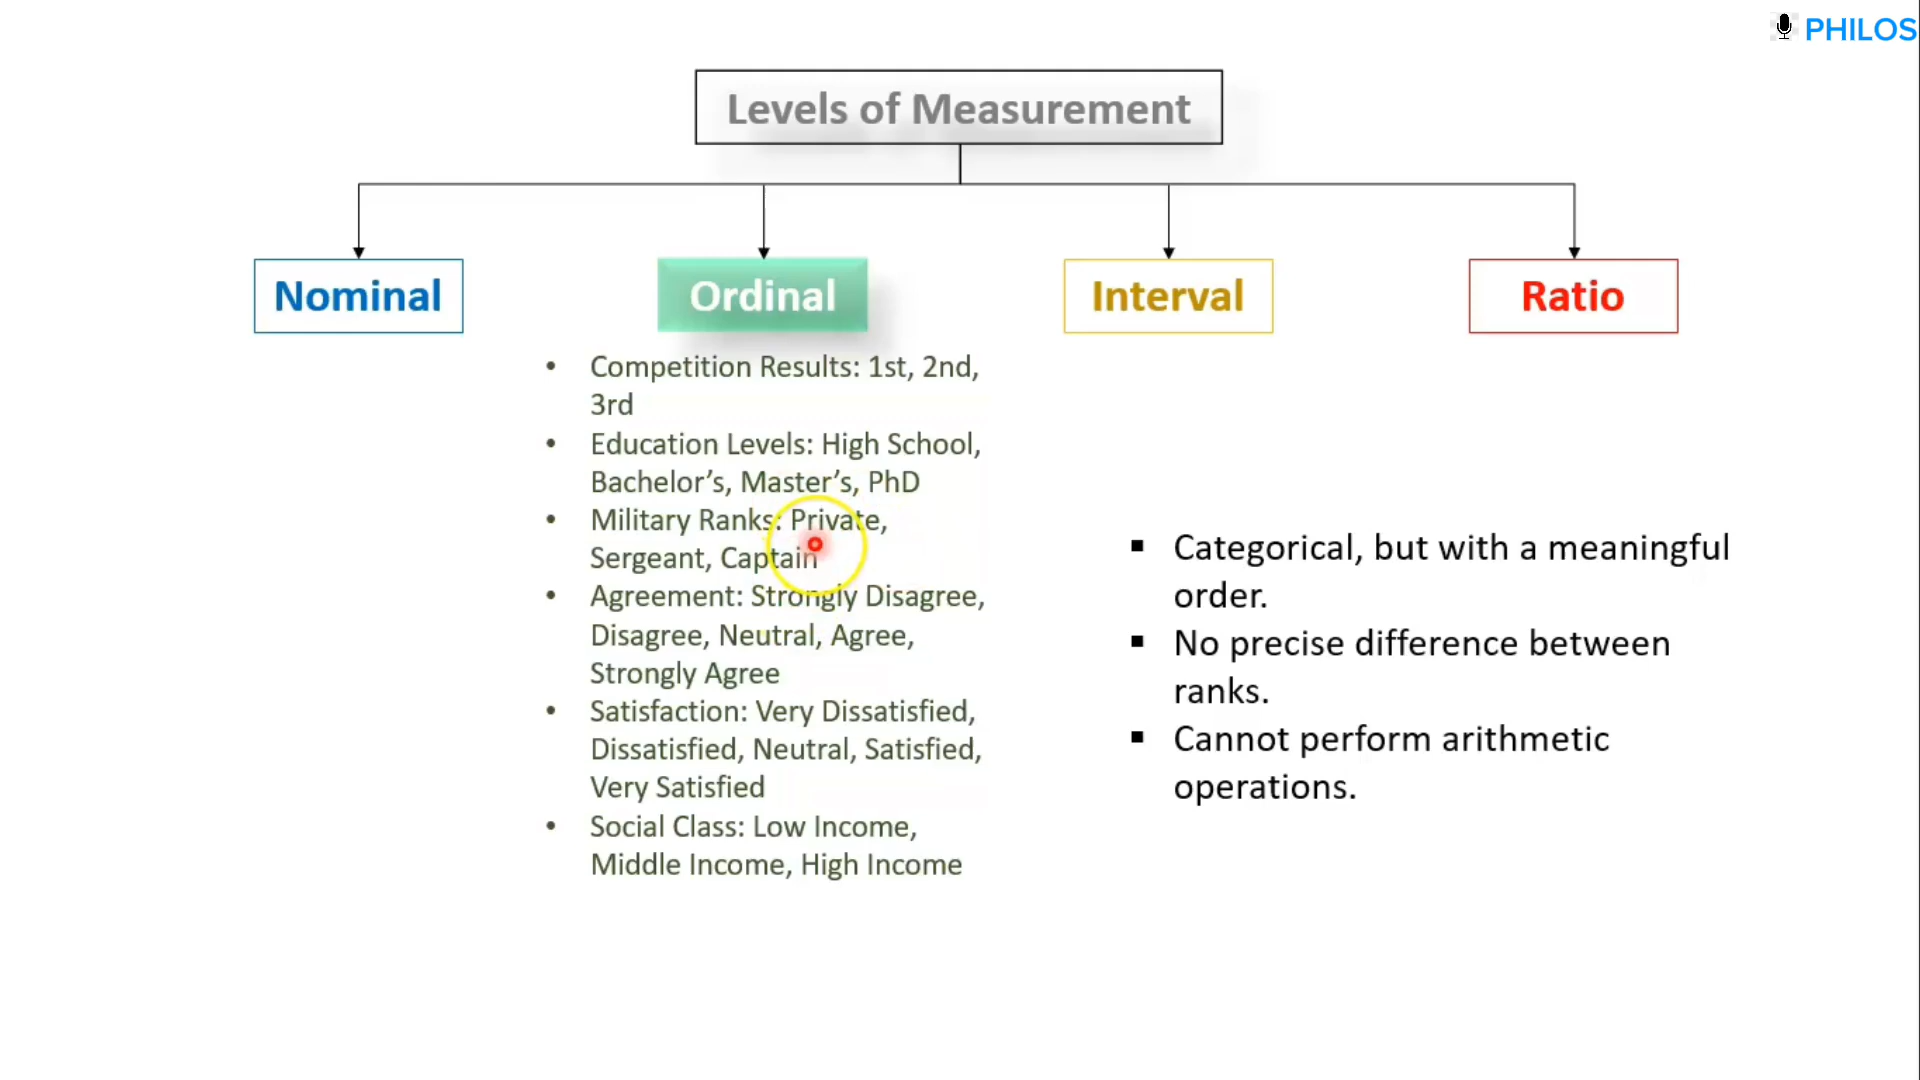 PHILOS
Levels of Measurement
Nominal
Ordinal
Interval
Ratio
• Competition Results: 1st, 2nd,
3rd
• Education Levels: High School,
Bachelor’s, Master’s, PhD
• Military Ranks: Private,
Sergeant, Captain
• Agreement: Strongly Disagree,
Disagree, Neutral, Agree,
Strongly Agree
• Satisfaction: Very Dissatisfied,
Dissatisfied, Neutral, Satisfied,
Very Satisfied
• Social Class: Low Income,
Middle Income, High Income
▪ Categorical, but with a meaningful
order.
▪ No precise difference between
ranks.
▪ Cannot perform arithmetic
operations.